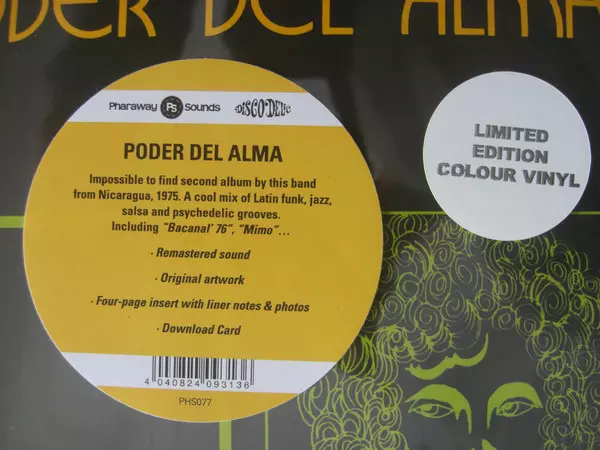 PODER DEL ALMA
Pharaway PS Sounds DISCODELIC
PODER DEL ALMA
Impossible to find second album by this band
from Nicaragua, 1975. A cool mix of Latin funk, jazz,
salsa and psychedelic grooves.
Including "Bacanal' 76", "Mimo"...
· Remastered sound
· Original artwork
· Four-page insert with liner notes & photos
· Download Card
4 040824 093136
PHS077
LIMITED
EDITION
COLOUR VINYL